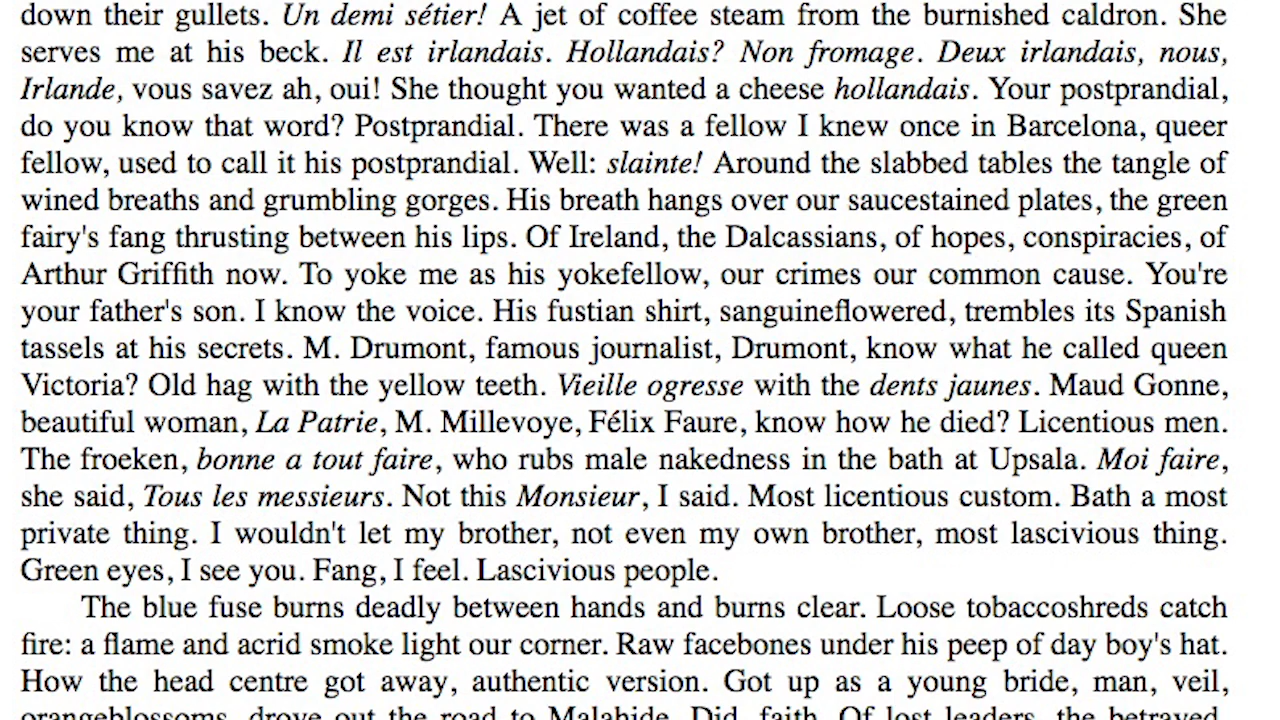 down their gullets. Un demi sétier! A jet of coffee steam from the burnished caldron. She
serves me at his beck. Il est irlandais. Hollandais? Non fromage. Deux irlandais, nous,
Irlande, vous savez ah, oui! She thought you wanted a cheese hollandais. Your postprandial,
do you know that word? Postprandial. There was a fellow I knew once in Barcelona, queer
fellow, used to call it his postprandial. Well: slainte! Around the slabbed tables the tangle of
wined breaths and grumbling gorges. His breath hangs over our saucestained plates, the green
fairy's fang thrusting between his lips. Of Ireland, the Dalcassians, of hopes, conspiracies, of
Arthur Griffith now. To yoke me as his yokefellow, our crimes our common cause. You're
your father's son. I know the voice. His fustian shirt, sanguineflowered, trembles its Spanish
tassels at his secrets. M. Drumont, famous journalist, Drumont, know what he called queen
Victoria? Old hag with the yellow teeth. Vieille ogresse with the dents jaunes. Maud Gonne,
beautiful woman, La Patrie, M. Millevoye, Félix Faure, know how he died? Licentious men.
The froeken, bonne a tout faire, who rubs male nakedness in the bath at Upsala. Moi faire,
she said, Tous les messieurs. Not this Monsieur, I said. Most licentious custom. Bath a most
private thing. I wouldn't let my brother, not even my own brother, most lascivious thing.
Green eyes, I see you. Fang, I feel. Lascivious people.
The blue fuse burns deadly between hands and burns clear. Loose tobaccoshreds catch
fire: a flame and acrid smoke light our corner. Raw facebones under his peep of day boy's hat.
How the head centre got away, authentic version. Got up as a young bride, man, veil,
orangeblossoms, drove out the road to Malahide. Did, faith. Of lost leaders, the betrayed,